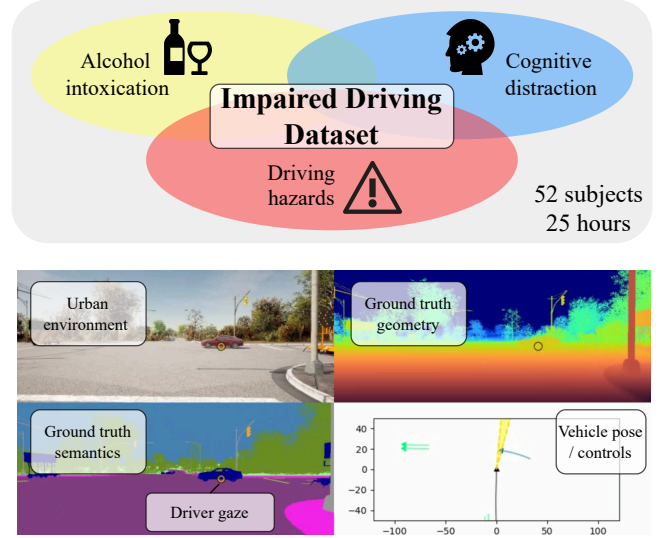 Alcohol
intoxication
Cognitive
distraction
Impaired Driving
Dataset
Driving
hazards
52 subjects
25 hours
Urban
environment
Ground truth
geometry
Ground truth
semantics
Driver gaze
Vehicle pose
/ controls
40
20
0
−20
−40
−100
−50
0
50
100